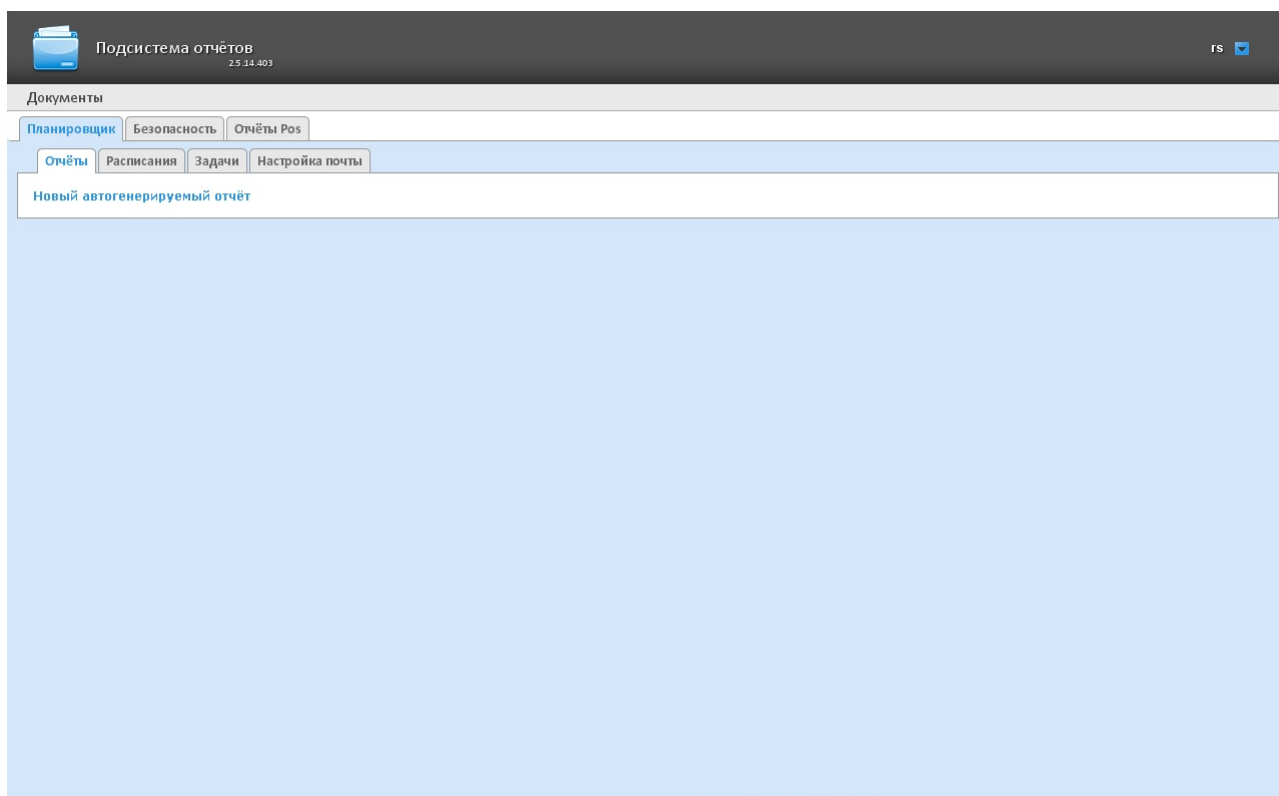 Подсистема отчётов
2.5.14.403
rs
Документы
Планировщик Безопасность Отчёты Pos
Отчёты Расписания Задачи Настройка почты
Новый автогенерируемый отчёт